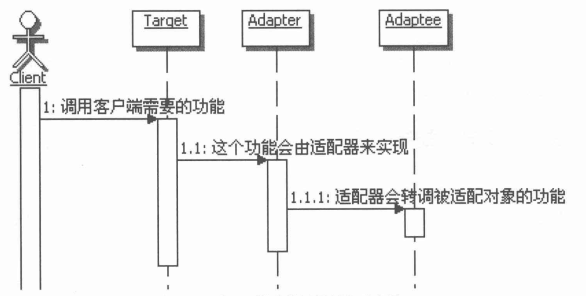 Target
Adapter
Adaptee
Client
1: 调用客户端需要的功能
1.1: 这个功能会由适配器来实现
1.1.1: 适配器会转调被适配对象的功能